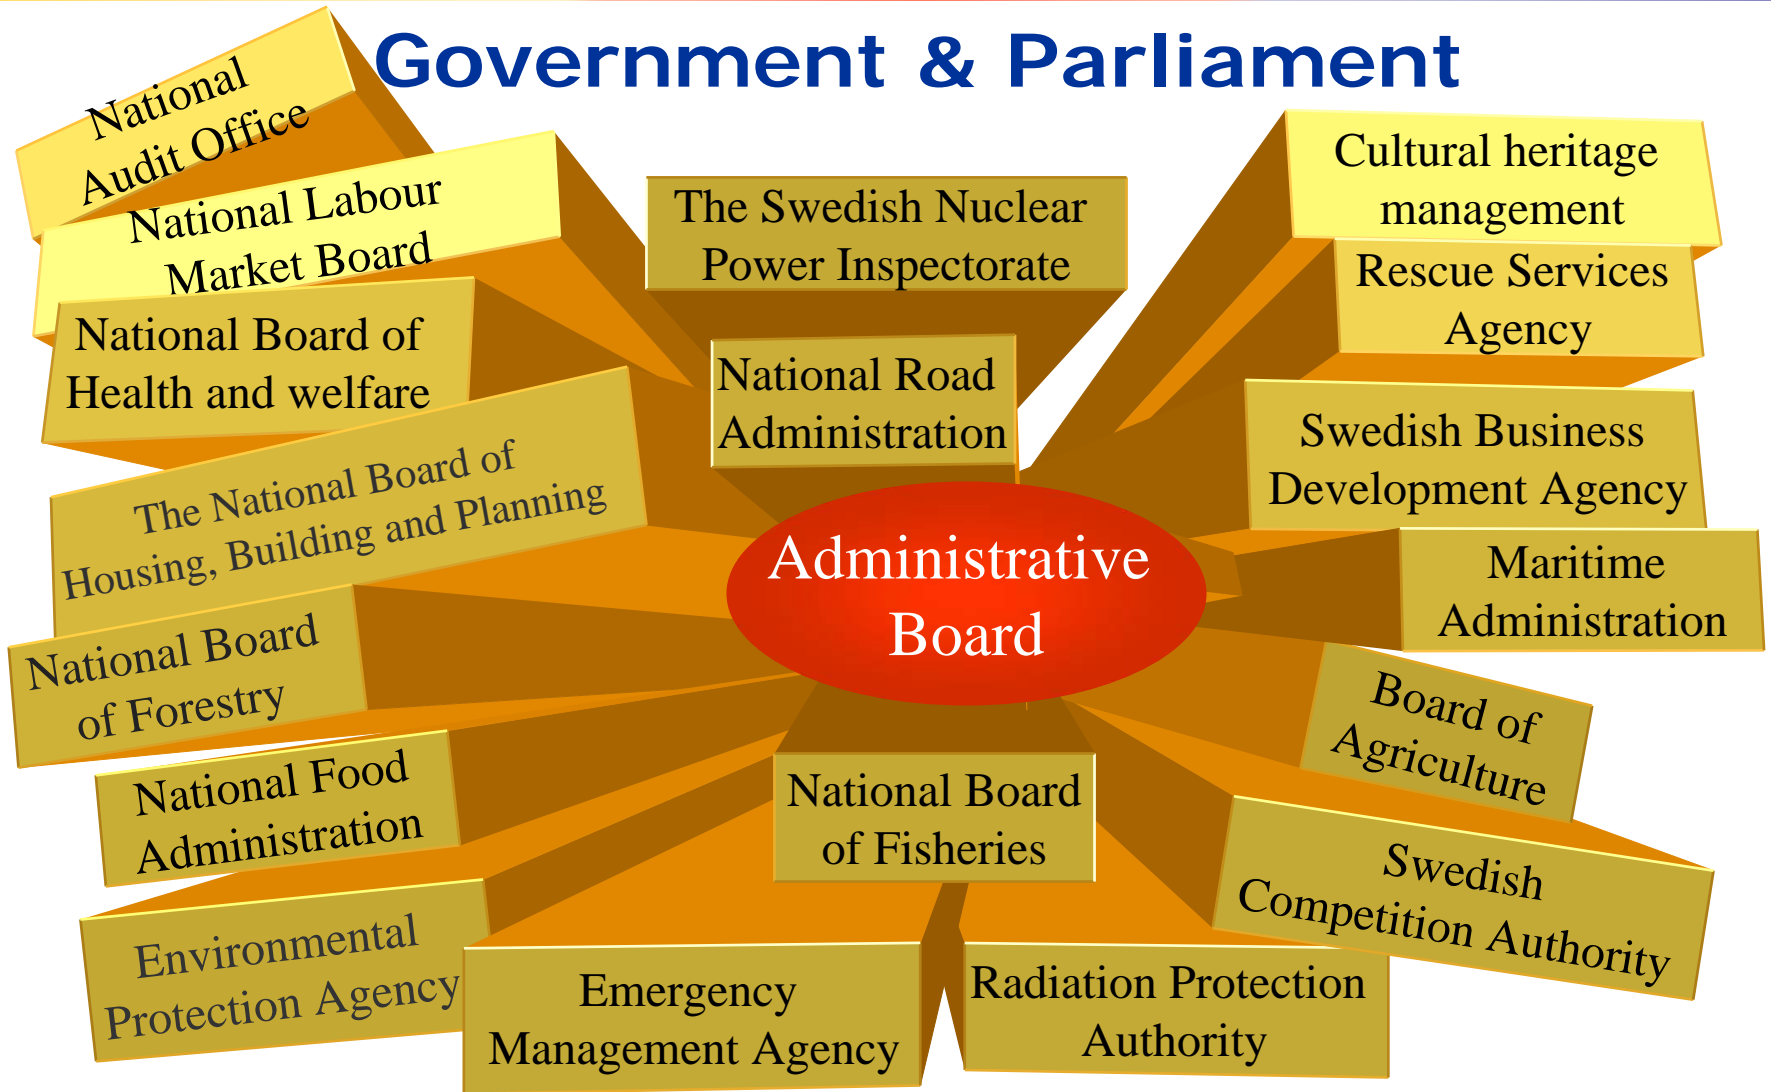 Government & Parliament
National
Audit Office
National Labour
Market Board
National Board of
Health and welfare
The National Board of
Housing, Building and Planning
National Board
of Forestry
National Food
Administration
Environmental
Protection Agency
The Swedish Nuclear
Power Inspectorate
National Road
Administration
Administrative
Board
National Board
of Fisheries
Emergency
Management Agency
Radiation Protection
Authority
Cultural heritage
management
Rescue Services
Agency
Swedish Business
Development Agency
Maritime
Administration
Board of
Agriculture
Swedish
Competition Authority